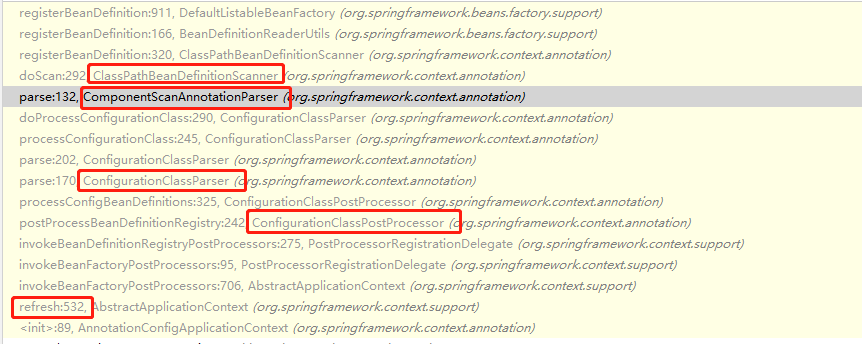 registerBeanDefinition:911, DefaultListableBeanFactory (org.springframework.beans.factory.support)
registerBeanDefinition:166, BeanDefinitionReaderUtils (org.springframework.beans.factory.support)
registerBeanDefinition:320, ClassPathBeanDefinitionScanner (org.springframework.context.annotation)
doScan:292, ClassPathBeanDefinitionScanner (org.springframework.context.annotation)
parse:132, ComponentScanAnnotationParser (org.springframework.context.annotation)
doProcessConfigurationClass:290, ConfigurationClassParser (org.springframework.context.annotation)
processConfigurationClass:245, ConfigurationClassParser (org.springframework.context.annotation)
parse:202, ConfigurationClassParser (org.springframework.context.annotation)
parse:170, ConfigurationClassParser (org.springframework.context.annotation)
processConfigBeanDefinitions:325, ConfigurationClassPostProcessor (org.springframework.context.annotation)
postProcessBeanDefinitionRegistry:242, ConfigurationClassPostProcessor (org.springframework.context.annotation)
invokeBeanDefinitionRegistryPostProcessors:275, PostProcessorRegistrationDelegate (org.springframework.context.support)
invokeBeanFactoryPostProcessors:95, PostProcessorRegistrationDelegate (org.springframework.context.support)
invokeBeanFactoryPostProcessors:706, AbstractApplicationContext (org.springframework.context.support)
refresh:532, AbstractApplicationContext (org.springframework.context.support)
<init>:89, AnnotationConfigApplicationContext (org.springframework.context.annotation)